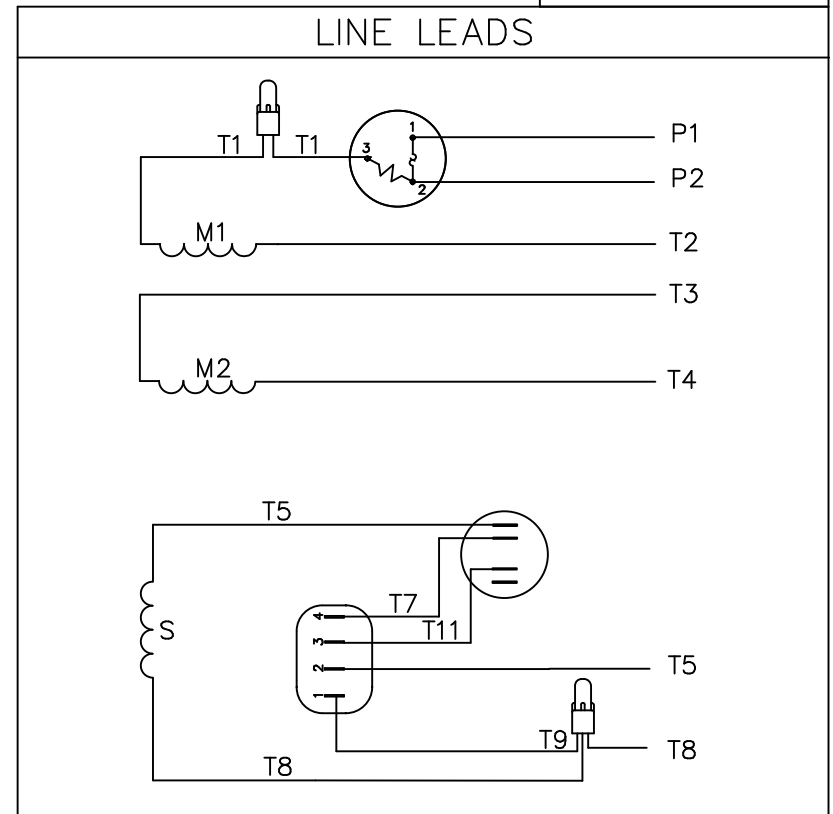 LINE LEADS
T1 T1 1 P1
3
2 P2
M1 T2
T3
M2 T4
T5
T7
4
T11
3
S
2 T5
1
T9 T8
T8